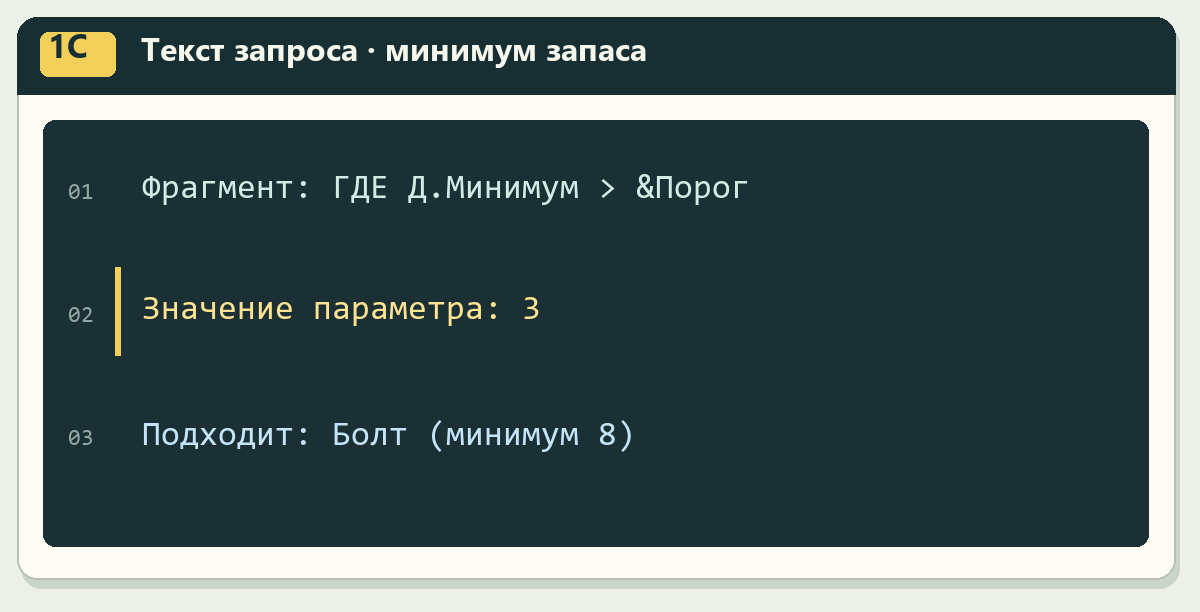 1С
Текст запроса · минимум запаса
01 Фрагмент: ГДЕ Д.Минимум > &Порог
02 Значение параметра: 3
03 Подходит: Болт (минимум 8)